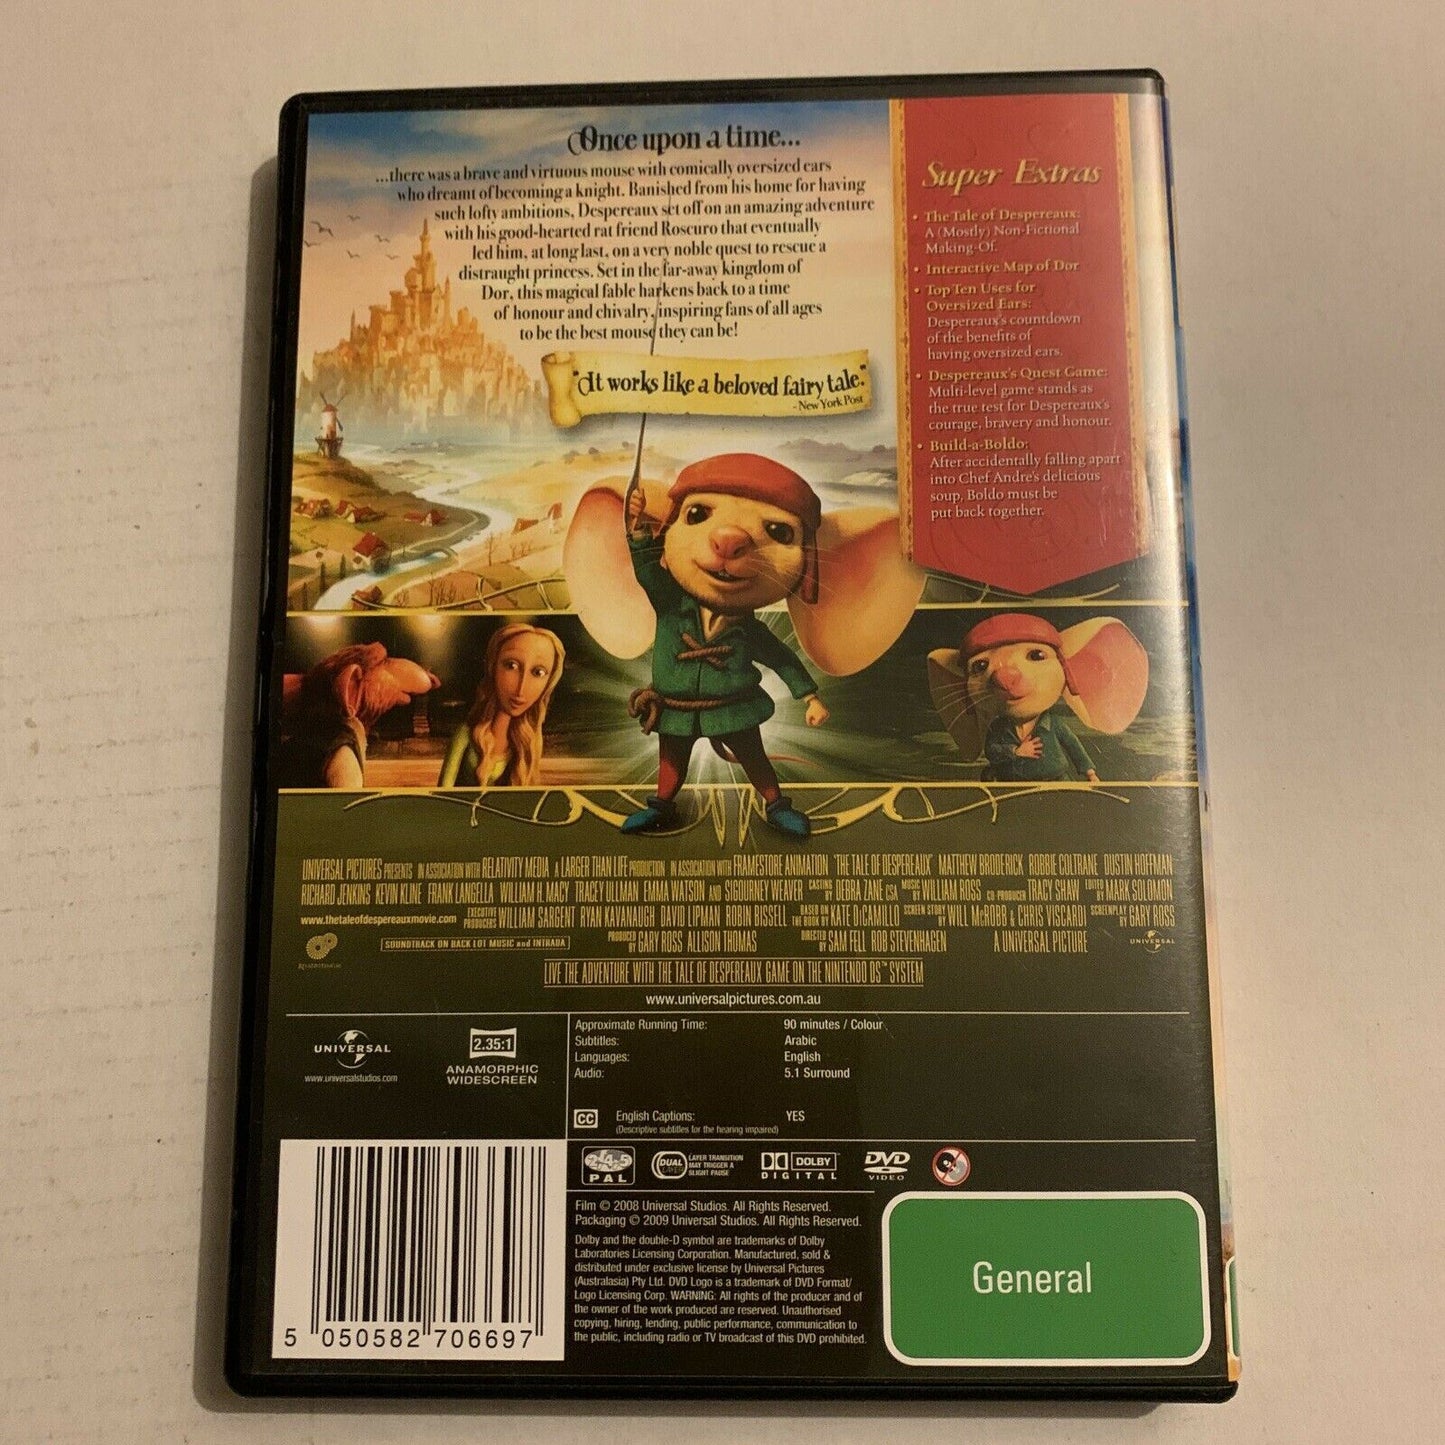 Once upon a time...
...there was a brave and virtuous mouse with comically oversized ears
who dreamt of becoming a knight. Banished from his home for having
such lofty ambitions, Despereaux set off on an amazing adventure
with his good-hearted rat friend Roscuro that eventually
led him, at long last, on a very noble quest to rescue a
distraught princess. Set in the far-away kingdom of
Dor, this magical fable harkens back to a time
of honour and chivalry, inspiring fans of all ages
to be the best mouse they can be!
"It works like a beloved fairy tale."
- New York Post
Super Extras
• The Tale of Despereaux:
A (Mostly) Non-Fictional
Making-Of.
• Interactive Map of Dor
• Top Ten Uses for
Oversized Ears:
Despereaux's countdown
of the benefits of
having oversized ears.
• Despereaux's Quest Game:
Multi-level game stands as
the true test for Despereaux's
courage, bravery and honour.
• Build-a-Boldo:
After accidentally falling apart
into Chef Andre's delicious
soup, Boldo must be
put back together.
UNIVERSAL PICTURES PRESENTS IN ASSOCIATION WITH RELATIVITY MEDIA A LARGER THAN LIFE PRODUCTION IN ASSOCIATION WITH FRAMESTORE ANIMATION "THE TALE OF DESPEREAUX" MATTHEW BRODERICK ROBBIE COLTRANE DUSTIN HOFFMAN
RICHARD JENKINS KEVIN KLINE FRANK LANGELLA WILLIAM H. MACY TRACEY ULLMAN EMMA WATSON AND SIGOURNEY WEAVER CASTING BY DEBRA ZANE CSA MUSIC BY WILLIAM ROSS CO-PRODUCER TRACY SHAW EDITED BY MARK SOLOMON
www.thetaleofdespereauxmovie.com EXECUTIVE PRODUCERS WILLIAM SARGENT RYAN KAVANAUGH DAVID LIPMAN ROBIN BISSELL BASED ON THE BOOK BY KATE DiCAMILLO SCREEN STORY BY WILL McROBB & CHRIS VISCARDI SCREENPLAY BY GARY ROSS
SOUNDTRACK ON BACK LOT MUSIC and INTRADA PRODUCED BY GARY ROSS ALLISON THOMAS DIRECTED BY SAM FELL ROB STEVENHAGEN A UNIVERSAL PICTURE UNIVERSAL
LIVE THE ADVENTURE WITH THE TALE OF DESPEREAUX GAME ON THE NINTENDO DS™ SYSTEM
www.universalpictures.com.au
UNIVERSAL
www.universalstudios.com
2.35:1
ANAMORPHIC
WIDESCREEN
Approximate Running Time: 90 minutes / Colour
Subtitles: Arabic
Languages: English
Audio: 5.1 Surround
CC English Captions: YES
(Descriptive subtitles for the hearing impaired)
2.4.5
PAL
DUAL LAYER
LAYER TRANSITION
MAY TRIGGER A
SLIGHT PAUSE
DOLBY
DIGITAL
DVD
VIDEO
Film © 2008 Universal Studios. All Rights Reserved.
Packaging © 2009 Universal Studios. All Rights Reserved.
Dolby and the double-D symbol are trademarks of Dolby
Laboratories Licensing Corporation. Manufactured, sold &
distributed under exclusive license by Universal Pictures
(Australasia) Pty Ltd. DVD Logo is a trademark of DVD Format/
Logo Licensing Corp. WARNING: All rights of the producer and of
the owner of the work produced are reserved. Unauthorised
copying, hiring, lending, public performance, communication to
the public, including radio or TV broadcast of this DVD prohibited.
General
5 050582 706697